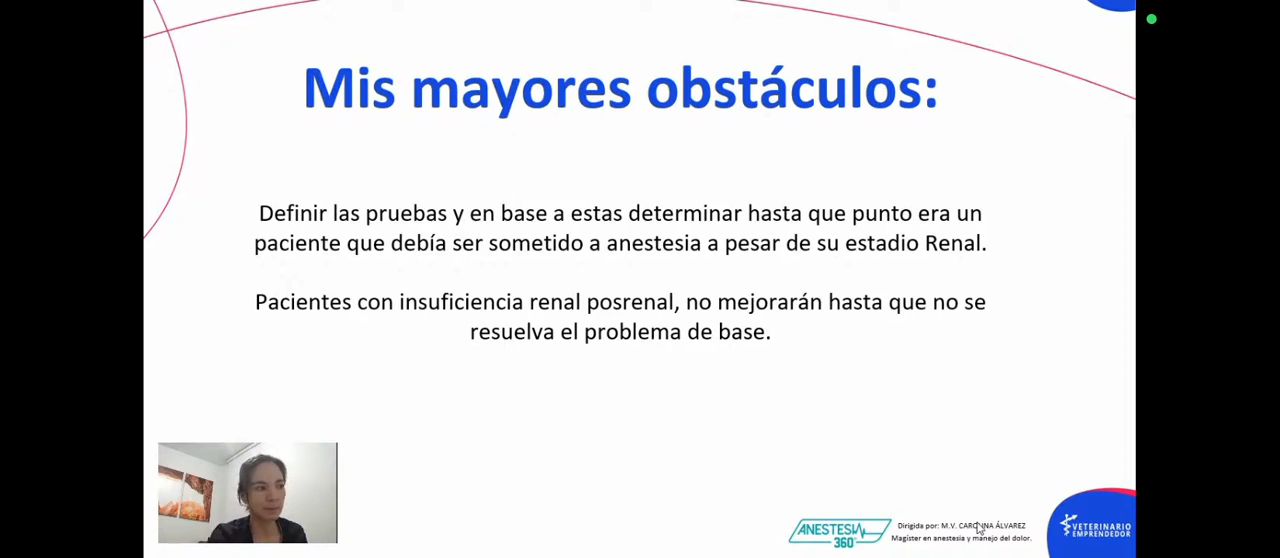 Mis mayores obstáculos:
Definir las pruebas y en base a estas determinar hasta que punto era un
paciente que debía ser sometido a anestesia a pesar de su estadio Renal.
Pacientes con insuficiencia renal posrenal, no mejorarán hasta que no se
resuelva el problema de base.
ANESTESIA
360°
Dirigida por: M.V. CAROLINA ÁLVAREZ
Magíster en anestesia y manejo del dolor.
VETERINARIO
EMPRENDEDOR